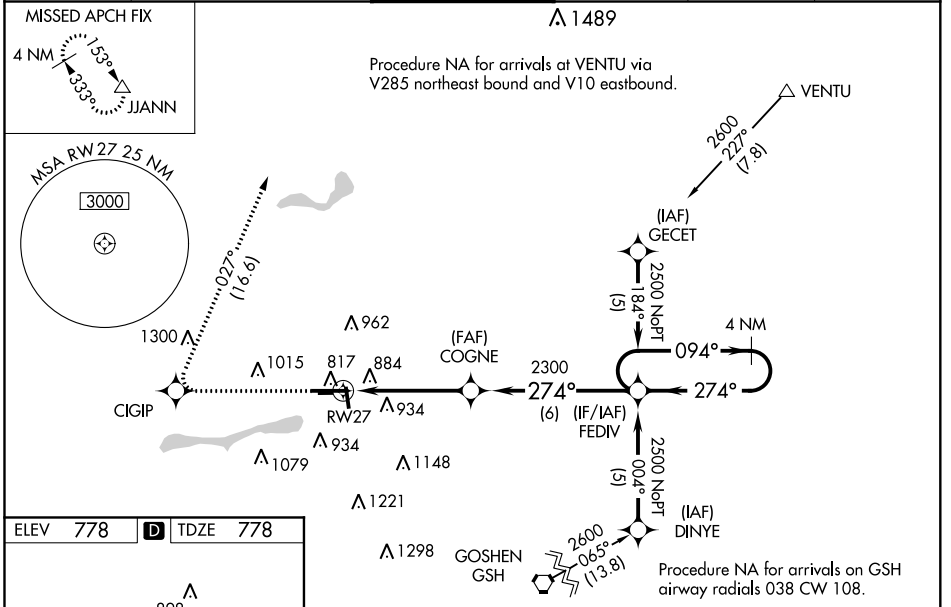 MISSED APCH FIX
4 NM
153°
333°
JJANN
1489
Procedure NA for arrivals at VENTU via
V285 northeast bound and V10 eastbound.
VENTU
2600
227°
(7.8)
MSA RW27 25 NM
3000
(IAF)
GECET
2500 NoPT
184°
(5)
027°
(16.6)
4 NM
094°
1300
962
1015
817
884
(FAF)
COGNE
2300
274°
(6)
274°
CIGIP
RW27
934
(IF/IAF)
FEDIV
934
1079
1148
2500 NoPT
004°
(5)
1221
(IAF)
DINYE
ELEV 778
D
TDZE 778
1298
GOSHEN
GSH
2600
065°
(13.8)
Procedure NA for arrivals on GSH
airway radials 038 CW 108.